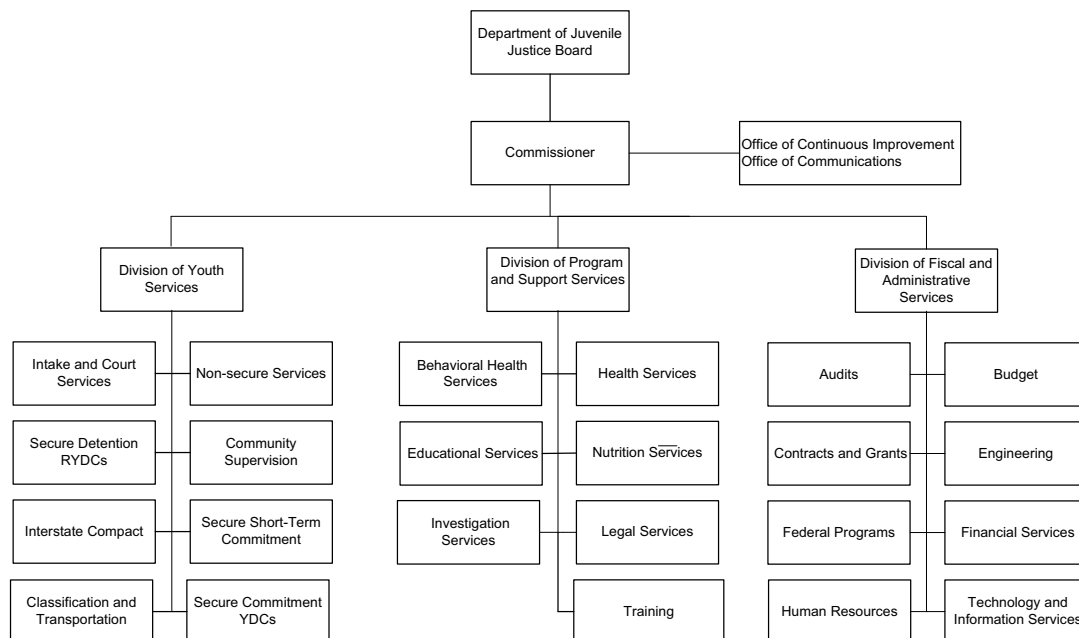 Department of Juvenile
Justice Board
Commissioner
Office of Continuous Improvement
Office of Communications
Division of Youth
Services
Division of Program
and Support Services
Division of Fiscal and
Administrative
Services
Intake and Court
Services
Non-secure Services
Behavioral Health
Services
Health Services
Audits
Budget
Secure Detention
RYDCs
Community
Supervision
Educational Services
Nutrition Services
Contracts and Grants
Engineering
Interstate Compact
Secure Short-Term
Commitment
Investigation
Services
Legal Services
Federal Programs
Financial Services
Classification and
Transportation
Secure Commitment
YDCs
Training
Human Resources
Technology and
Information Services